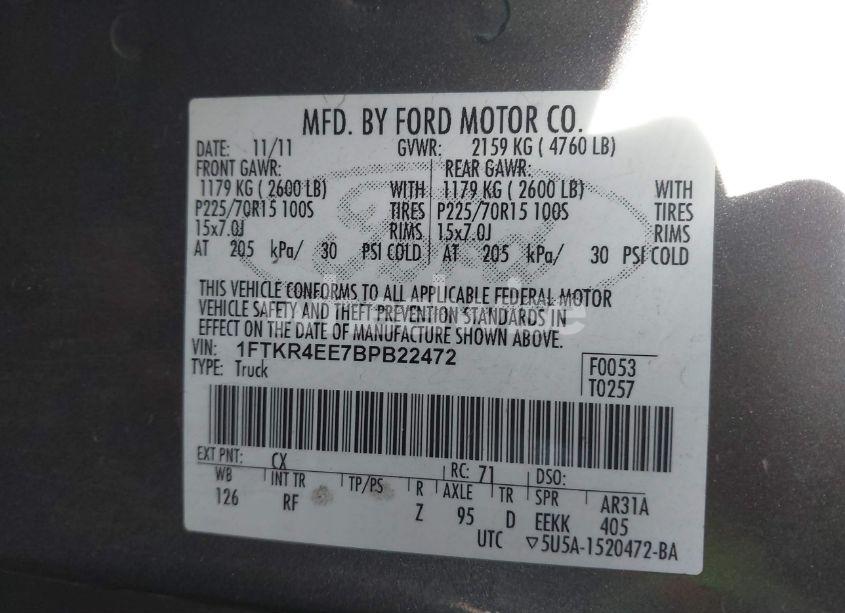 MFD. BY FORD MOTOR CO.
DATE: 11/11 GVWR: 2159 KG ( 4760 LB)
FRONT GAWR: REAR GAWR:
1179 KG ( 2600 LB) WITH 1179 KG ( 2600 LB) WITH
P225/70R15 100S TIRES P225/70R15 100S TIRES
15x7.0J RIMS 15x7.0J RIMS
AT 205 kPa/ 30 PSI COLD AT 205 kPa/ 30 PSI COLD
THIS VEHICLE CONFORMS TO ALL APPLICABLE FEDERAL MOTOR
VEHICLE SAFETY AND THEFT PREVENTION STANDARDS IN
EFFECT ON THE DATE OF MANUFACTURE SHOWN ABOVE.
VIN: 1FTKR4EE7BPB22472
TYPE: Truck
F0053
T0257
EXT PNT: CX RC: 71 DSO:
WB INT TR TP/PS R AXLE TR SPR AR31A
126 RF Z 95 D EEKK 405
UTC ▽5U5A-1520472-BA